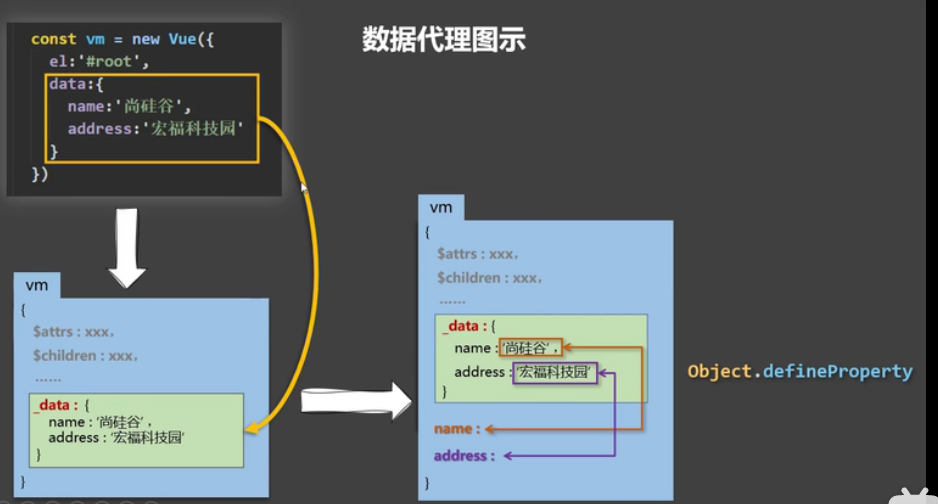 const vm = new Vue({
el:'#root',
data:{
name:'尚硅谷',
address:'宏福科技园'
}
})
数据代理图示
vm
{
$attrs : xxx，
$children : xxx，
......
_data : {
name : '尚硅谷'，
address : '宏福科技园'
}
}
vm
{
$attrs : xxx，
$children : xxx，
......
_data : {
name : '尚硅谷'，
address : '宏福科技园'
}
name :
address :
}
Object.defineProperty